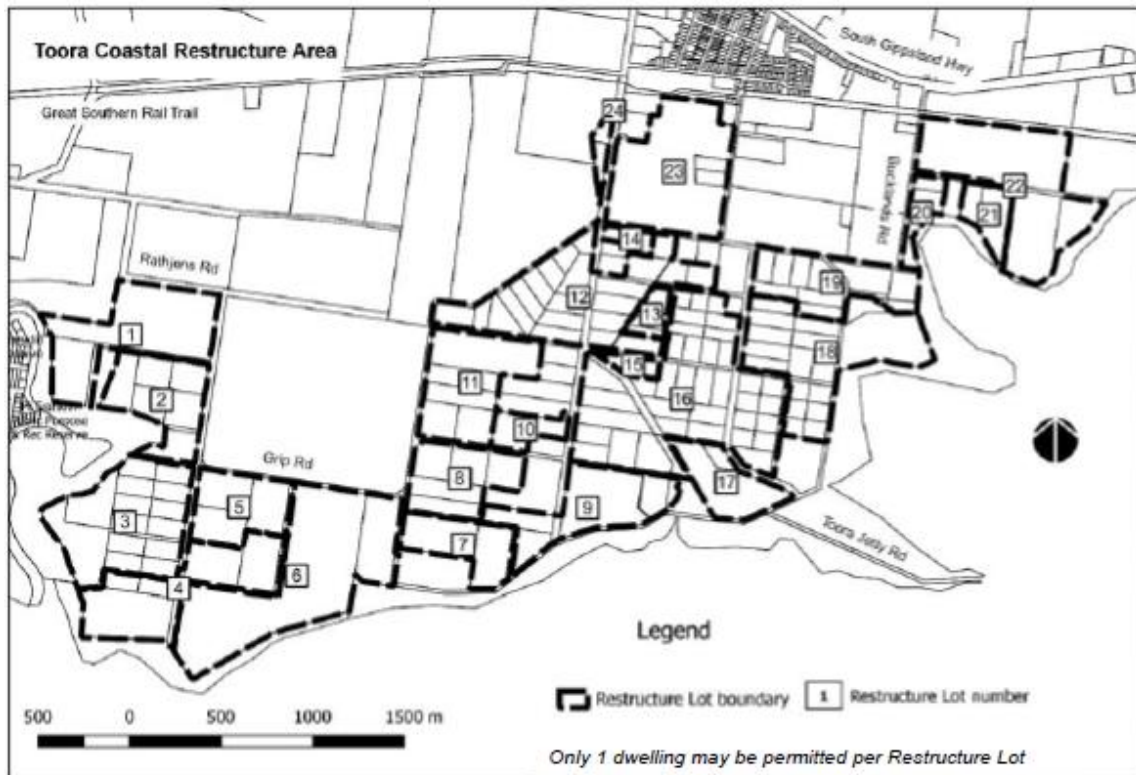 Toora Coastal Restructure Area
South Gippsland Hwy
Great Southern Rail Trail
24
23
Bucklands Rd
22
20
21
14
Rathjens Rd
19
12
13
1
18
15
11
16
2
10
Rec Reserve
Grip Rd
8
17
3
5
9
7
Toora Jetty Rd
4
6
Legend
Restructure Lot boundary
1 Restructure Lot number
500 0 500 1000 1500 m
Only 1 dwelling may be permitted per Restructure Lot